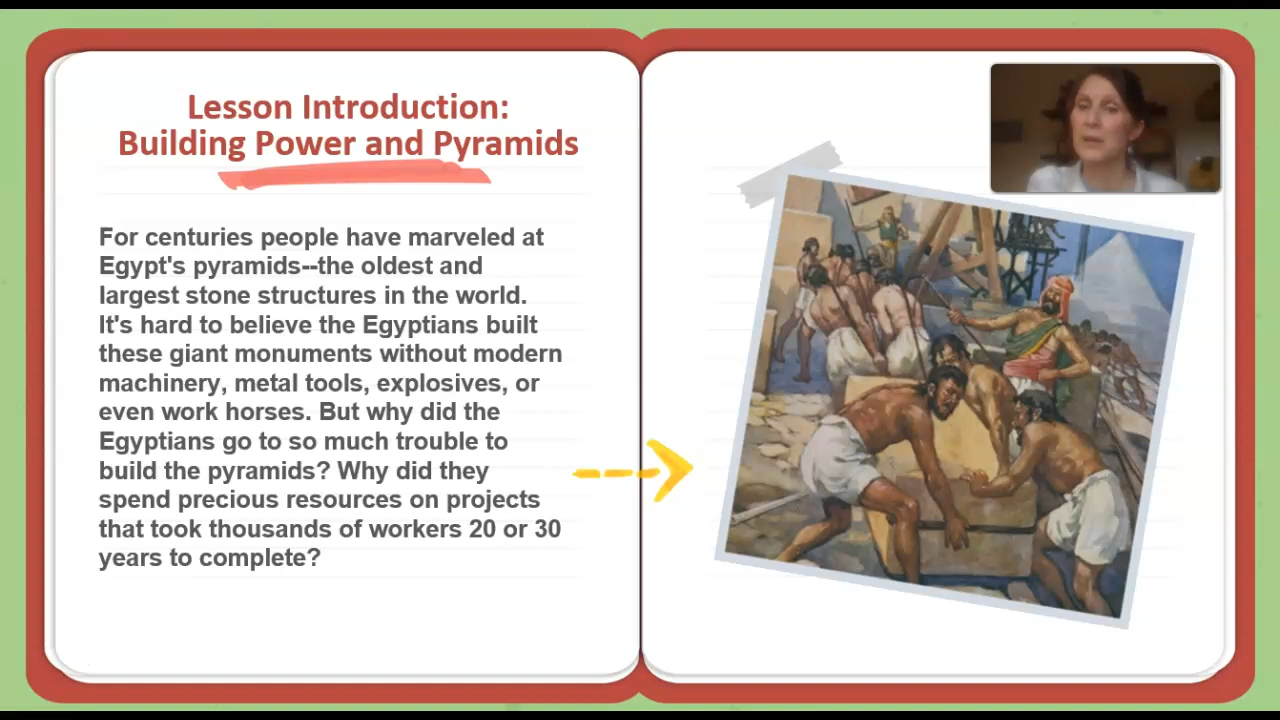 Lesson Introduction:
Building Power and Pyramids
For centuries people have marveled at
Egypt's pyramids--the oldest and
largest stone structures in the world.
It's hard to believe the Egyptians built
these giant monuments without modern
machinery, metal tools, explosives, or
even work horses. But why did the
Egyptians go to so much trouble to
build the pyramids? Why did they
spend precious resources on projects
that took thousands of workers 20 or 30
years to complete?